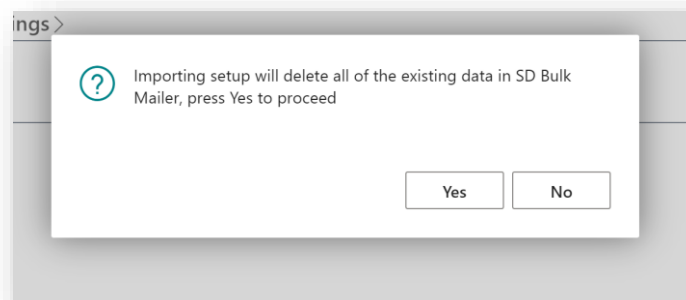 ings >
Importing setup will delete all of the existing data in SD Bulk
Mailer, press Yes to proceed
Yes
No